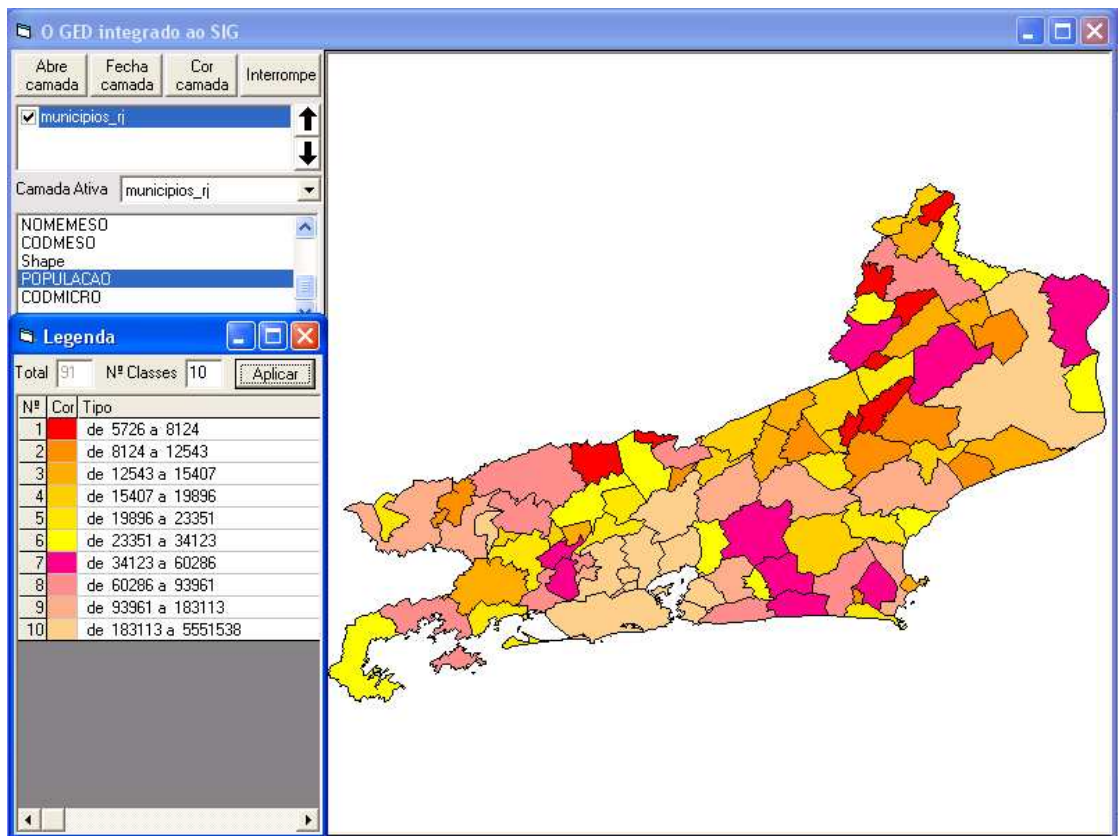 O GED integrado ao SIG
Abre camada
Fecha camada
Cor camada
Interrompe
municipios_rj
Camada Ativa municipios_rj
NOMEMESO
CODMESO
Shape
POPULACAO
CODMICRO
Legenda
Total 91 Nº Classes 10 Aplicar
Nº Cor Tipo
1 de 5726 a 8124
2 de 8124 a 12543
3 de 12543 a 15407
4 de 15407 a 19896
5 de 19896 a 23351
6 de 23351 a 34123
7 de 34123 a 60286
8 de 60286 a 93961
9 de 93961 a 183113
10 de 183113 a 5551538